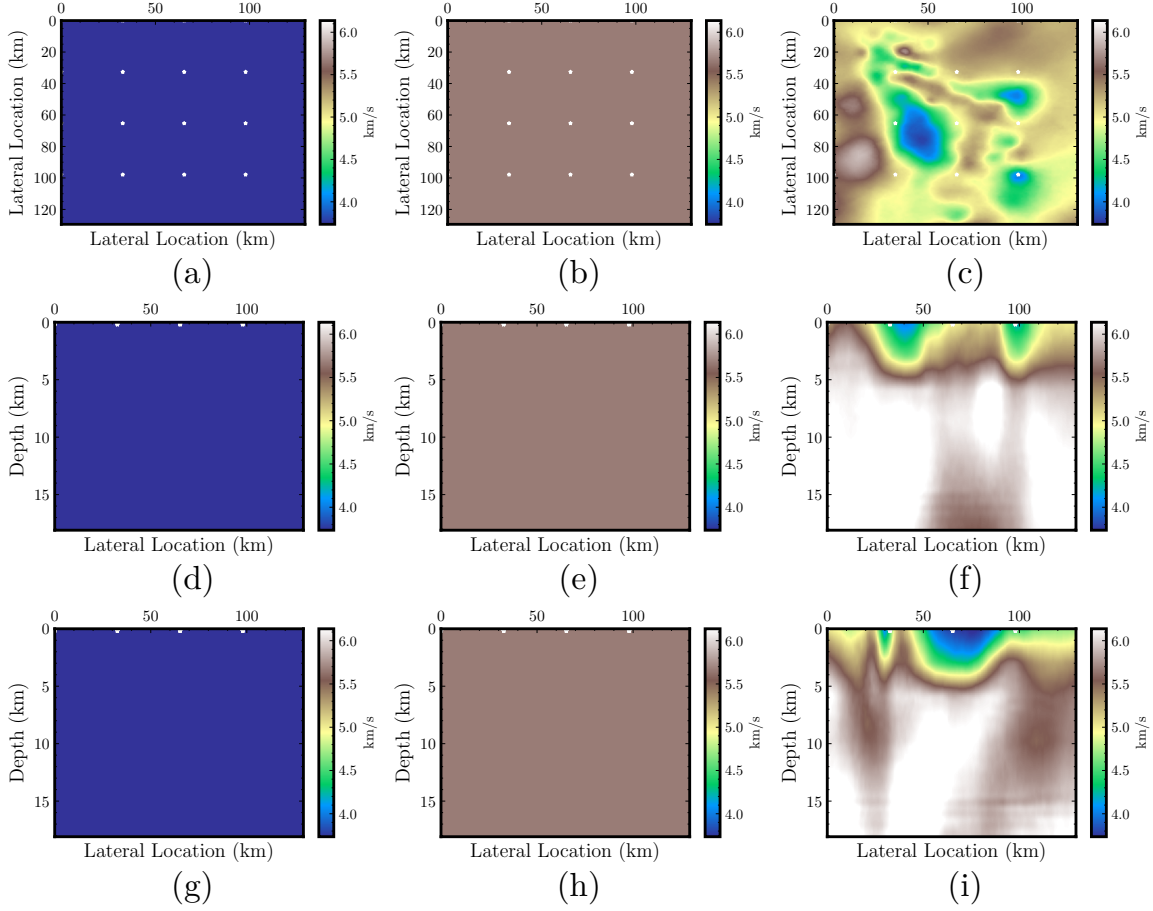 0 50 100
0
20
40
60
80
100
120
Lateral Location (km)
Lateral Location (km)
6.0
5.5
5.0
4.5
4.0
km/s
(a)
0 50 100
0
20
40
60
80
100
120
Lateral Location (km)
Lateral Location (km)
6.0
5.5
5.0
4.5
4.0
km/s
(b)
0 50 100
0
20
40
60
80
100
120
Lateral Location (km)
Lateral Location (km)
6.0
5.5
5.0
4.5
4.0
km/s
(c)
0 50 100
0
5
10
15
Depth (km)
Lateral Location (km)
6.0
5.5
5.0
4.5
4.0
km/s
(d)
0 50 100
0
5
10
15
Depth (km)
Lateral Location (km)
6.0
5.5
5.0
4.5
4.0
km/s
(e)
0 50 100
0
5
10
15
Depth (km)
Lateral Location (km)
6.0
5.5
5.0
4.5
4.0
km/s
(f)
0 50 100
0
5
10
15
Depth (km)
Lateral Location (km)
6.0
5.5
5.0
4.5
4.0
km/s
(g)
0 50 100
0
5
10
15
Depth (km)
Lateral Location (km)
6.0
5.5
5.0
4.5
4.0
km/s
(h)
0 50 100
0
5
10
15
Depth (km)
Lateral Location (km)
6.0
5.5
5.0
4.5
4.0
km/s
(i)